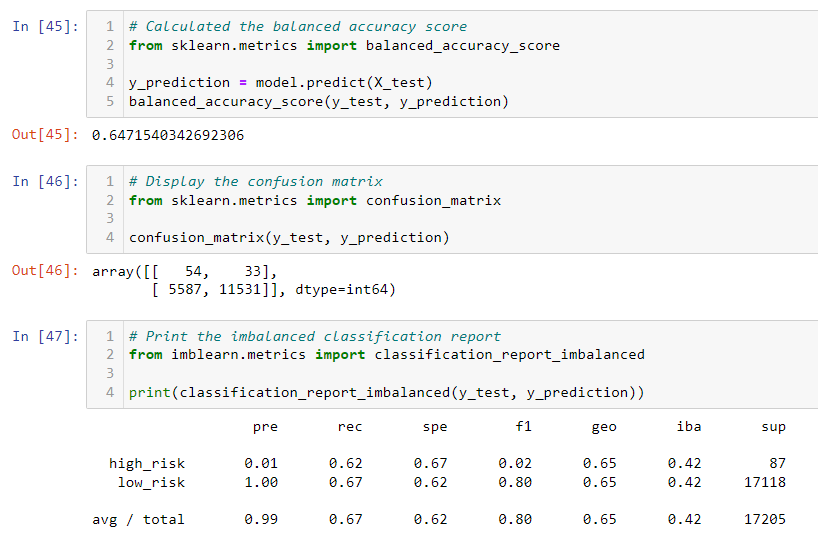 In [45]:
1 # Calculated the balanced accuracy score
2 from sklearn.metrics import balanced_accuracy_score
3
4 y_prediction = model.predict(X_test)
5 balanced_accuracy_score(y_test, y_prediction)
Out[45]: 0.6471540342692306
In [46]:
1 # Display the confusion matrix
2 from sklearn.metrics import confusion_matrix
3
4 confusion_matrix(y_test, y_prediction)
Out[46]: array([[   54,    33],
       [ 5587, 11531]], dtype=int64)
In [47]:
1 # Print the imbalanced classification report
2 from imblearn.metrics import classification_report_imbalanced
3
4 print(classification_report_imbalanced(y_test, y_prediction))
pre rec spe f1 geo iba sup
high_risk 0.01 0.62 0.67 0.02 0.65 0.42 87
low_risk 1.00 0.67 0.62 0.80 0.65 0.42 17118
avg / total 0.99 0.67 0.62 0.80 0.65 0.42 17205